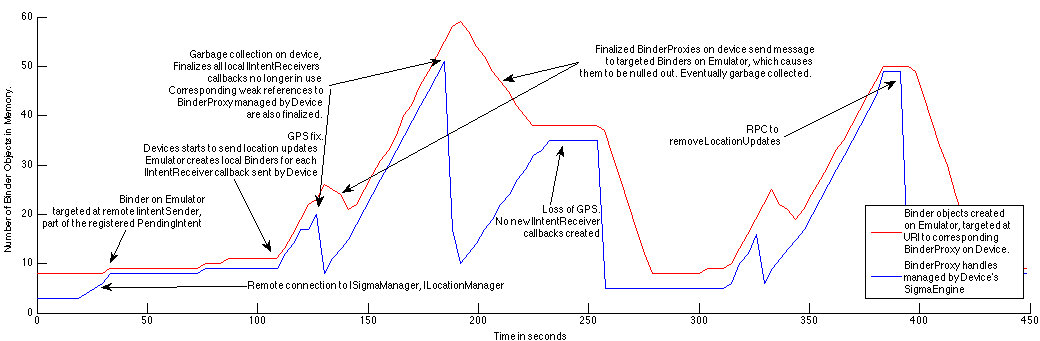 60
50
40
30
20
10
0
Number of Binder Objects in Memory.
Garbage collection on device,
Finalizes all local IIntentReceivers
callbacks no longer in use
Corresponding weak references to
BinderProxy managed by Device
are also finalized.
GPS fix.
Devices starts to send location updates
Emulator creates local Binders for each
IIntentReceiver callback sent by Device
Binder on Emulator
targeted at remote IintentSender,
part of the registered PendingIntent
Remote connection to ISigmaManager, ILocationManager
Finalized BinderProxies on device send message
to targeted Binders on Emulator, which causes
them to be nulled out. Eventually garbage collected.
Loss of GPS.
No new IIntentReceiver
callbacks created
RPC to
removeLocationUpdates
Binder objects created
on Emulator, targeted at
URI to corresponding
BinderProxy on Device.
BinderProxy handles
managed by Device's
SigmaEngine
0
50
100
150
200
250
300
350
400
450
Time in seconds